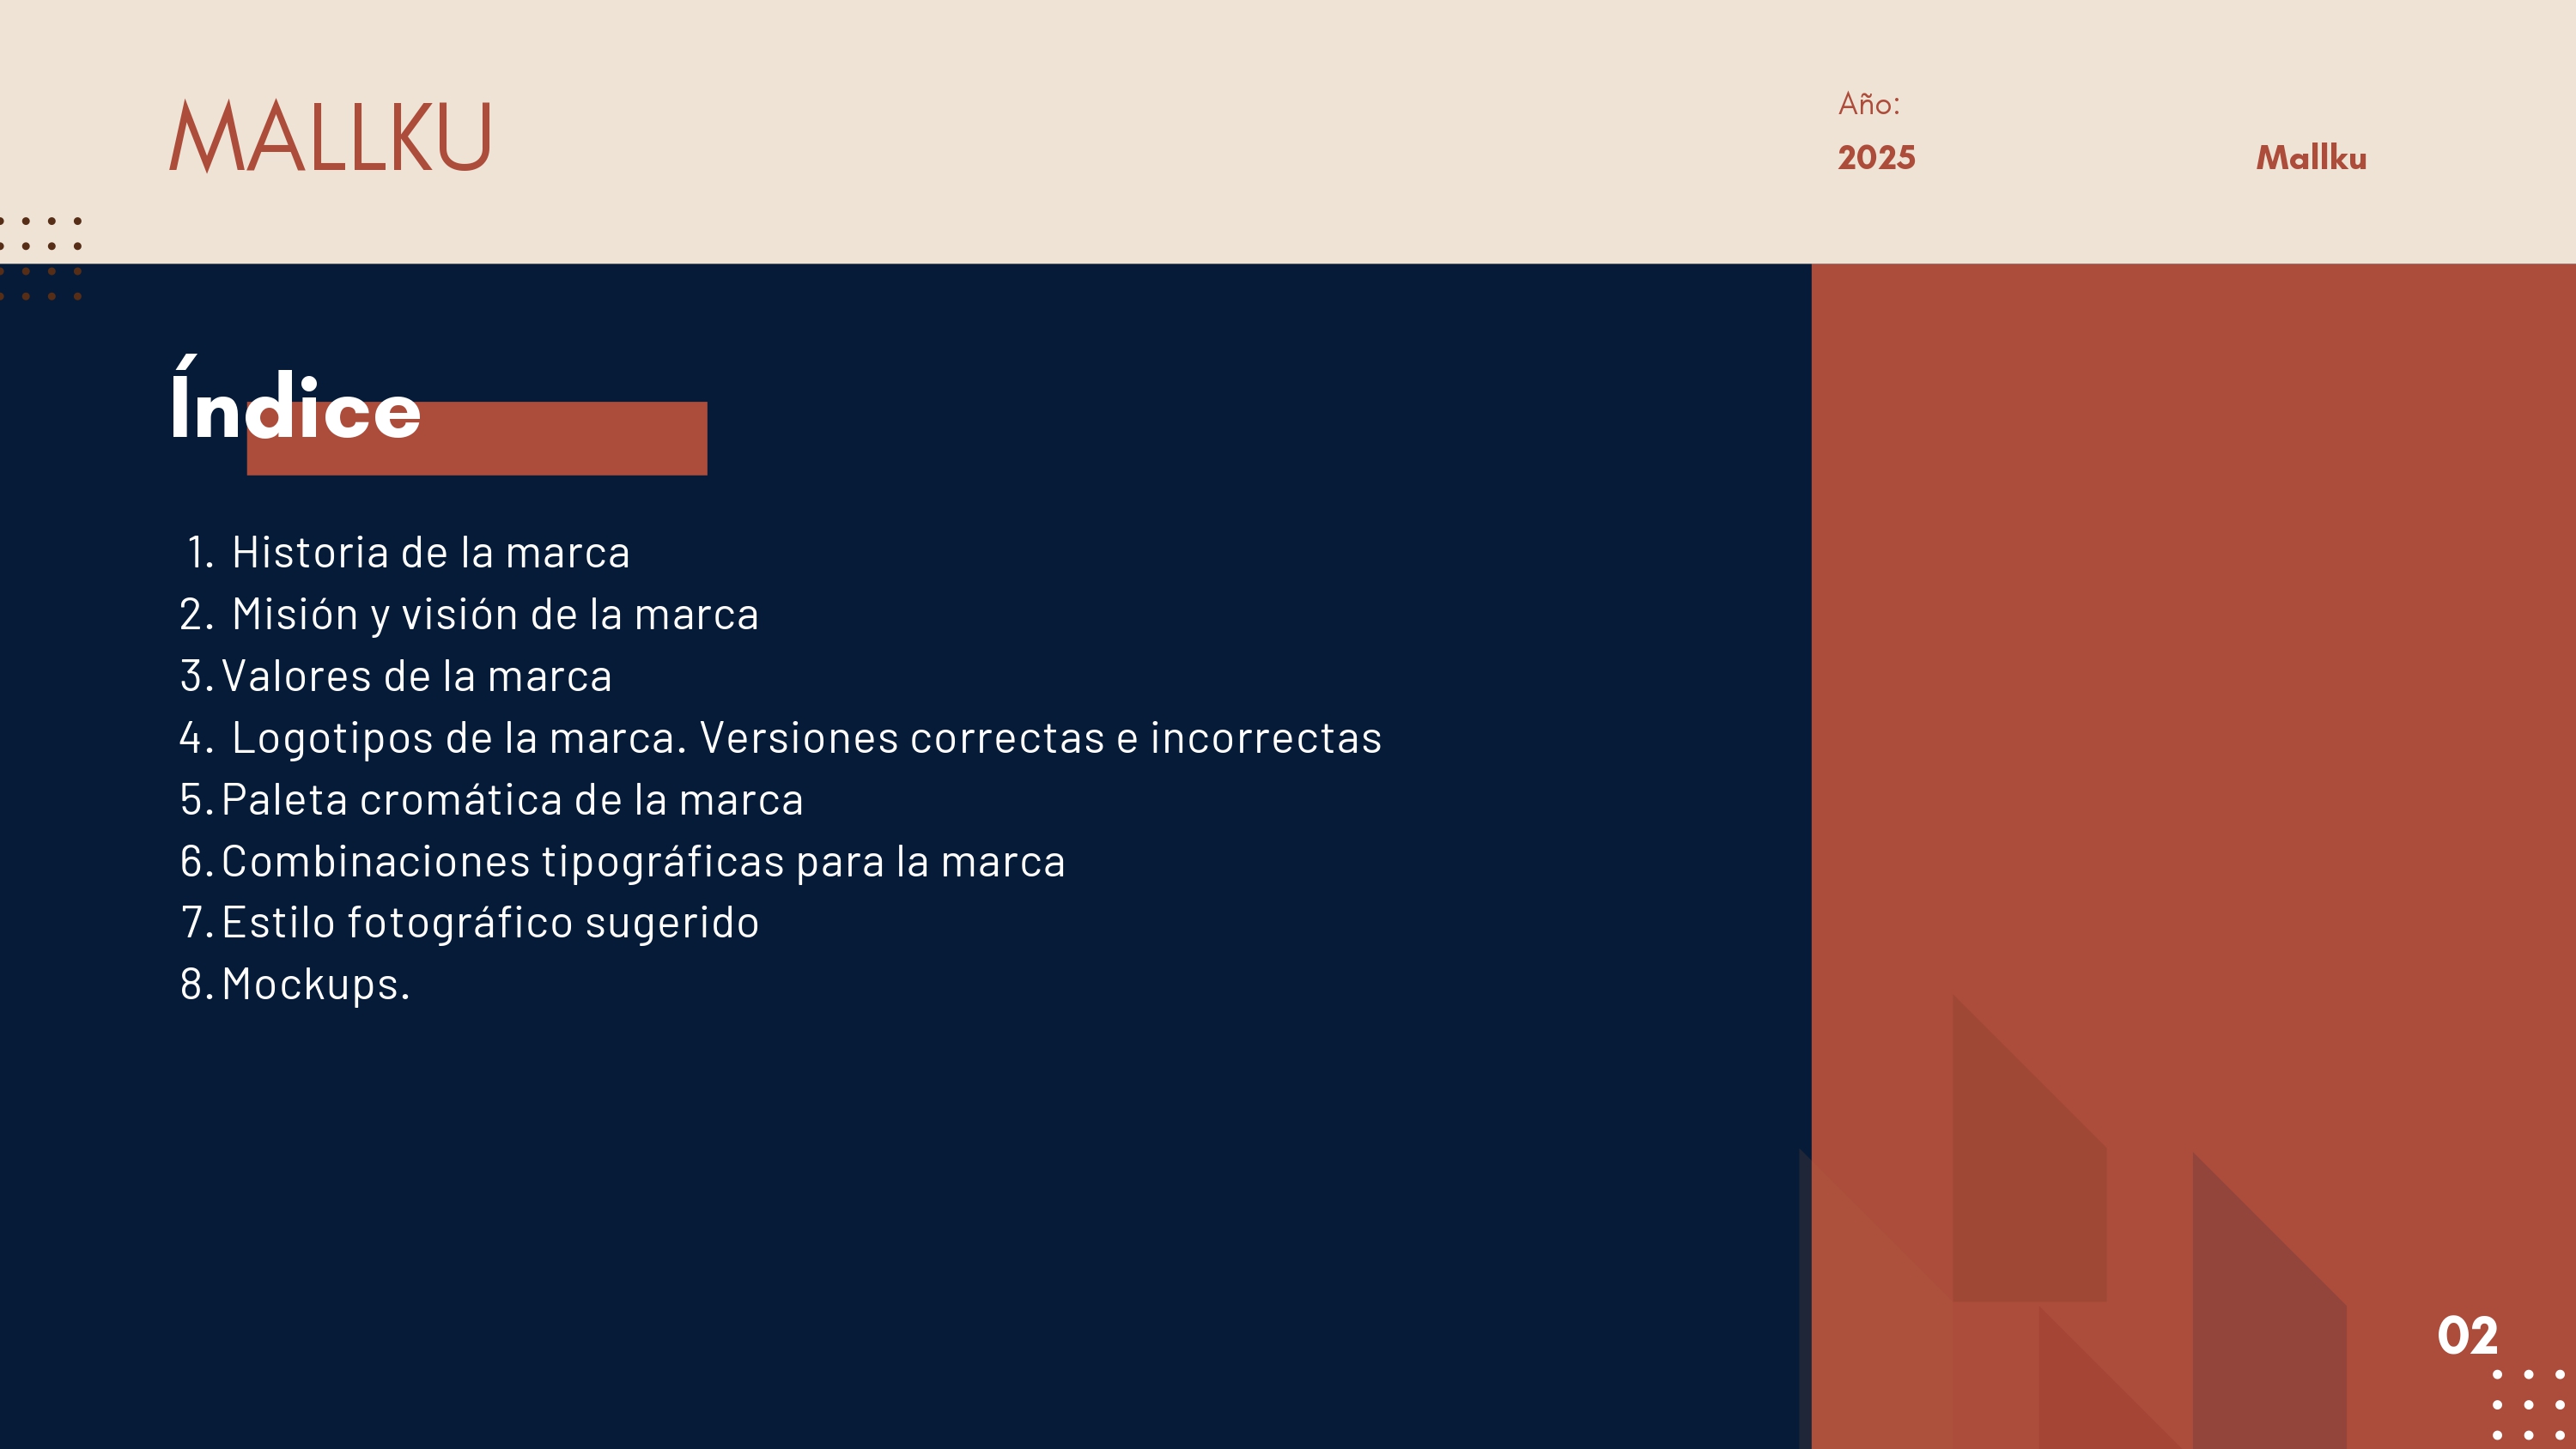 MALLKU
Año:
2025
Mallku
Índice
1. Historia de la marca
2. Misión y visión de la marca
3. Valores de la marca
4. Logotipos de la marca. Versiones correctas e incorrectas
5. Paleta cromática de la marca
6. Combinaciones tipográficas para la marca
7. Estilo fotográfico sugerido
8. Mockups.
02